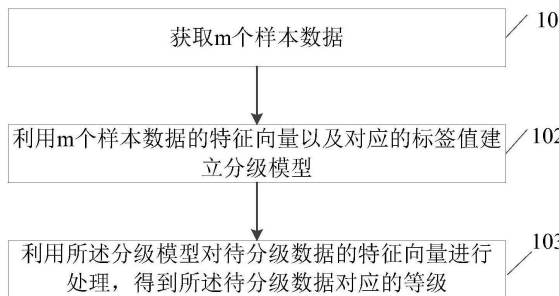 获取m个样本数据
10
利用m个样本数据的特征向量以及对应的标签值建
立分级模型
102
利用所述分级模型对待分级数据的特征向量进行
处理，得到所述待分级数据对应的等级
103